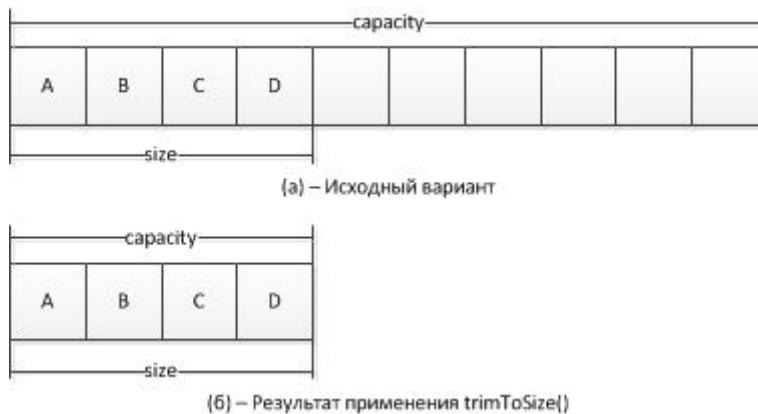 capacity
A B C D
size
(а) – Исходный вариант
capacity
A B C D
size
(б) – Результат применения trimToSize()